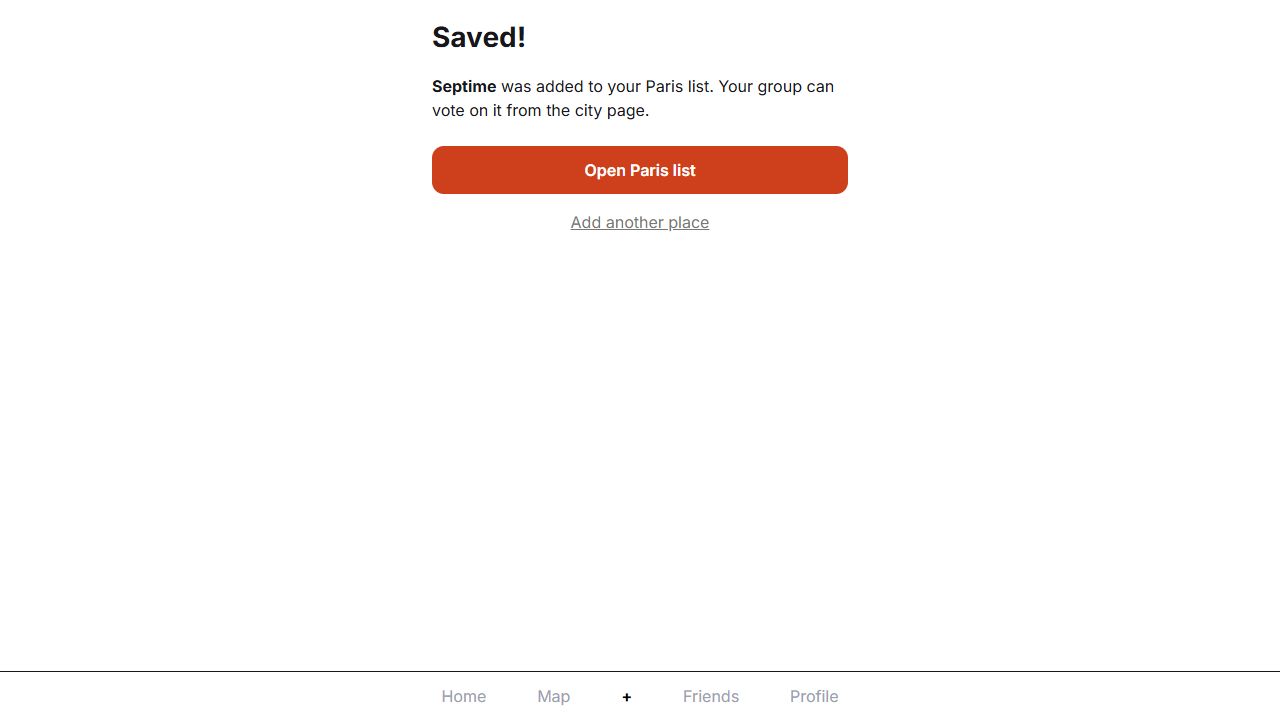 Saved!
Septime was added to your Paris list. Your group can
vote on it from the city page.
Open Paris list
Add another place
Home Map + Friends Profile